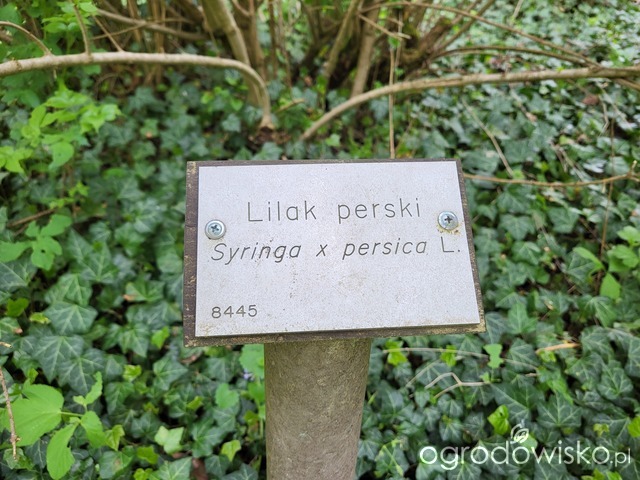 Lilak perski
Syringa x persica L.
8445
ogrodowisko.pl